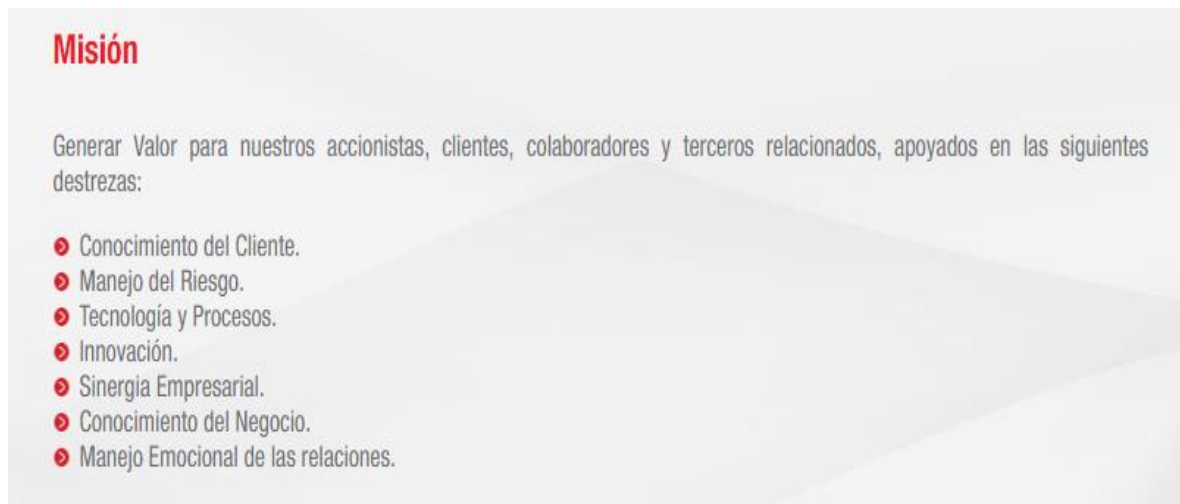 Misión
Generar Valor para nuestros accionistas, clientes, colaboradores y terceros relacionados, apoyados en las siguientes
destrezas:
Conocimiento del Cliente.
Manejo del Riesgo.
Tecnología y Procesos.
Innovación.
Sinergia Empresarial.
Conocimiento del Negocio.
Manejo Emocional de las relaciones.